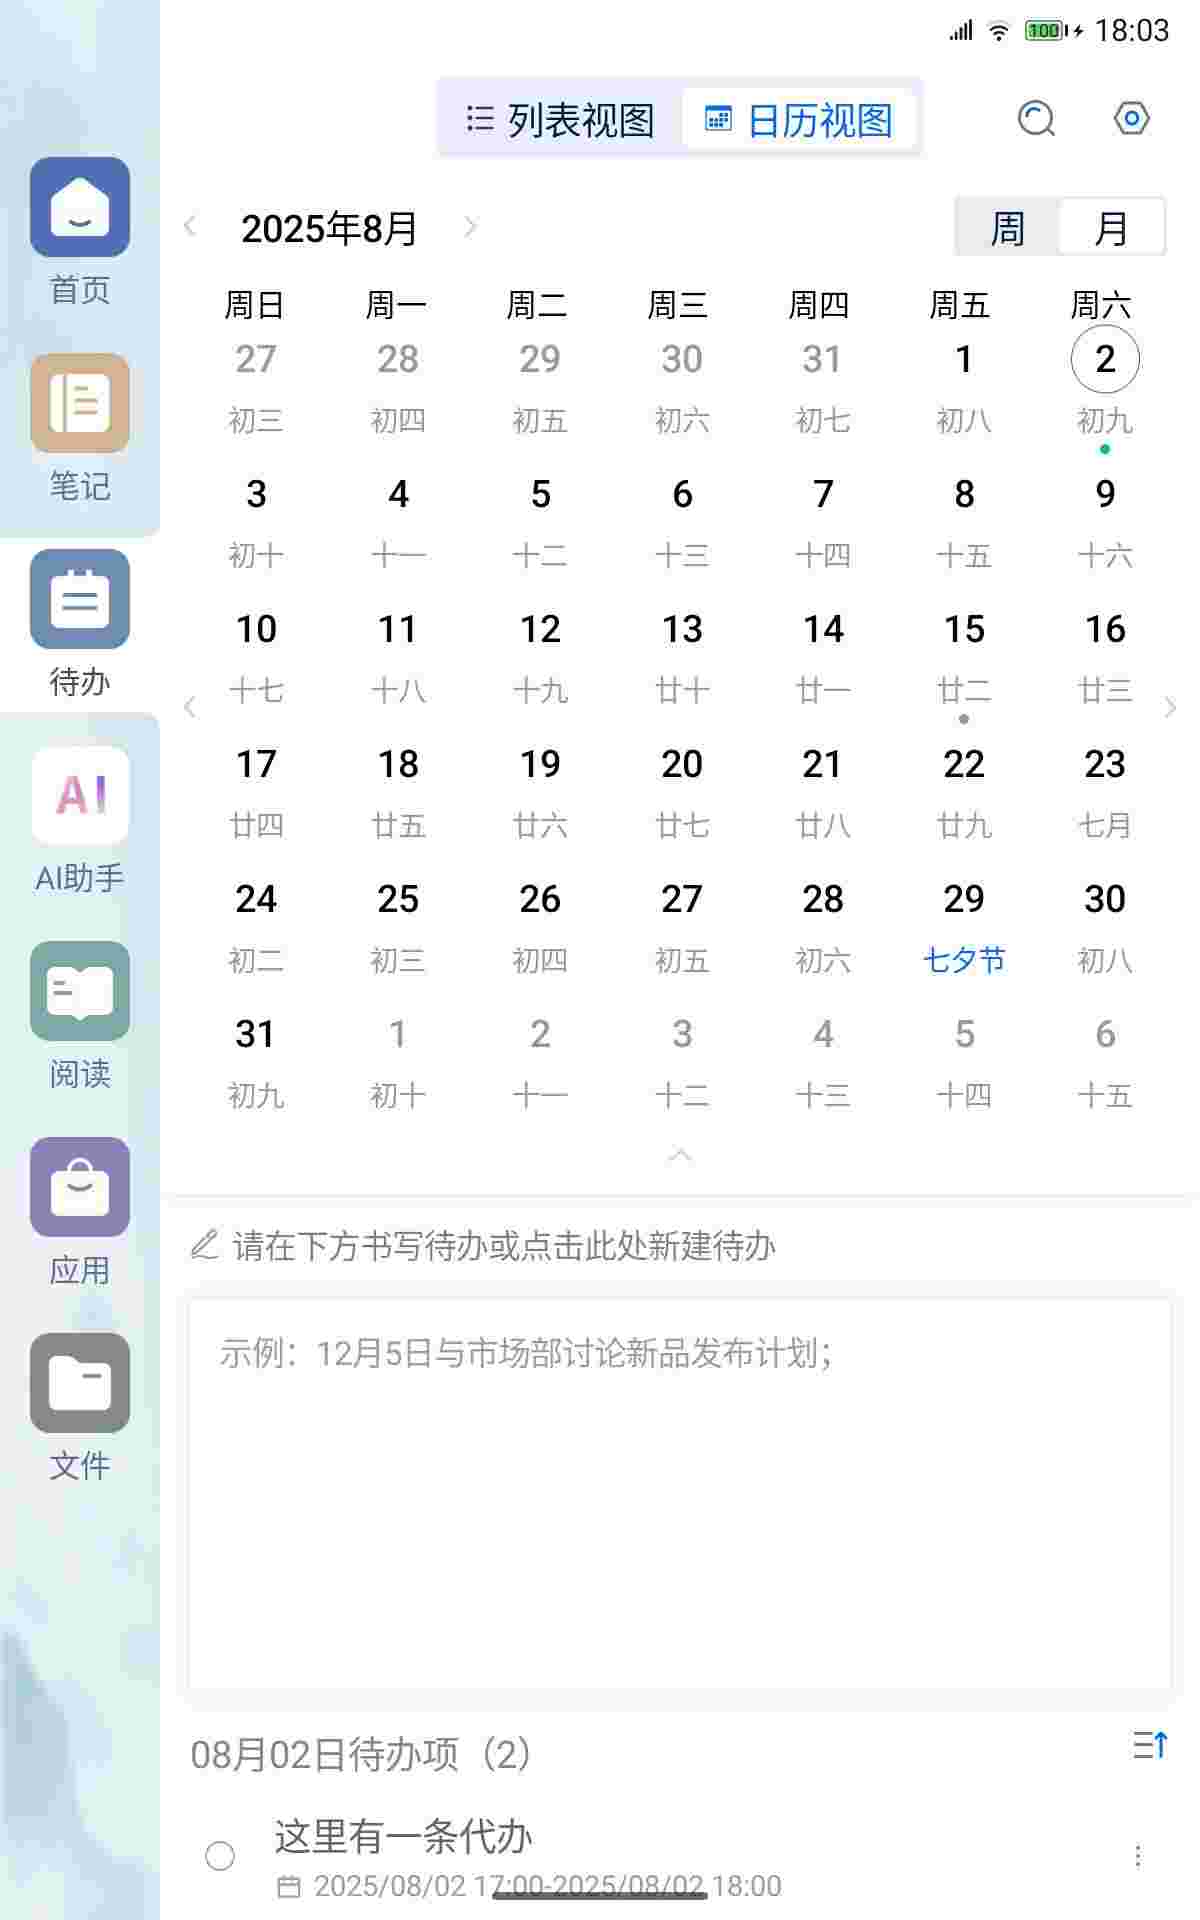 100 18:03
列表视图 日历视图
首页
笔记
待办
AI
AI助手
阅读
应用
文件
2025年8月 周 月
周日 周一 周二 周三 周四 周五 周六
27 28 29 30 31 1 2
初三 初四 初五 初六 初七 初八 初九
3 4 5 6 7 8 9
初十 十一 十二 十三 十四 十五 十六
10 11 12 13 14 15 16
十七 十八 十九 廿十 廿一 廿二 廿三
17 18 19 20 21 22 23
廿四 廿五 廿六 廿七 廿八 廿九 七月
24 25 26 27 28 29 30
初二 初三 初四 初五 初六 七夕节 初八
31 1 2 3 4 5 6
初九 初十 十一 十二 十三 十四 十五
请在下方书写待办或点击此处新建待办
示例：12月5日与市场部讨论新品发布计划；
08月02日待办项（2）
这里有一条代办
2025/08/02 17:00-2025/08/02 18:00